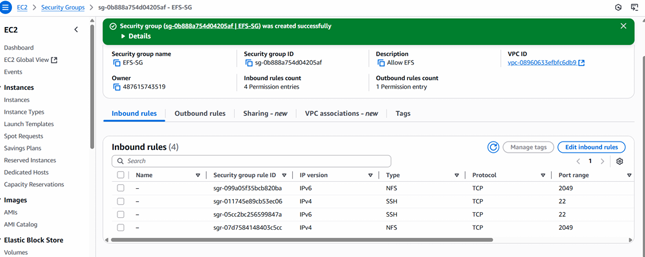 EC2 > Security Groups > sg-0b888a754d04205af - EFS-SG
EC2
Dashboard
EC2 Global View
Events
Instances
Instances
Instance Types
Launch Templates
Spot Requests
Savings Plans
Reserved Instances
Dedicated Hosts
Capacity Reservations
Images
AMIs
AMI Catalog
Elastic Block Store
Volumes
Security group (sg-0b888a754d04205af | EFS-SG) was created successfully
Details
Security group name
EFS-SG
Security group ID
sg-0b888a754d04205af
Description
Allow EFS
VPC ID
vpc-08960633efbfc6db9
Owner
487615743519
Inbound rules count
4 Permission entries
Outbound rules count
1 Permission entry
Inbound rules Outbound rules Sharing - new VPC associations - new Tags
Inbound rules (4)
Manage tags Edit inbound rules
Search
1
Name Security group rule ID IP version Type Protocol Port range
– sgr-099a05f35bcb820ba IPv6 NFS TCP 2049
– sgr-011745e89cb53ec06 IPv4 SSH TCP 22
– sgr-05cc2bc256599847a IPv6 SSH TCP 22
– sgr-07d7584148403c5cc IPv4 NFS TCP 2049